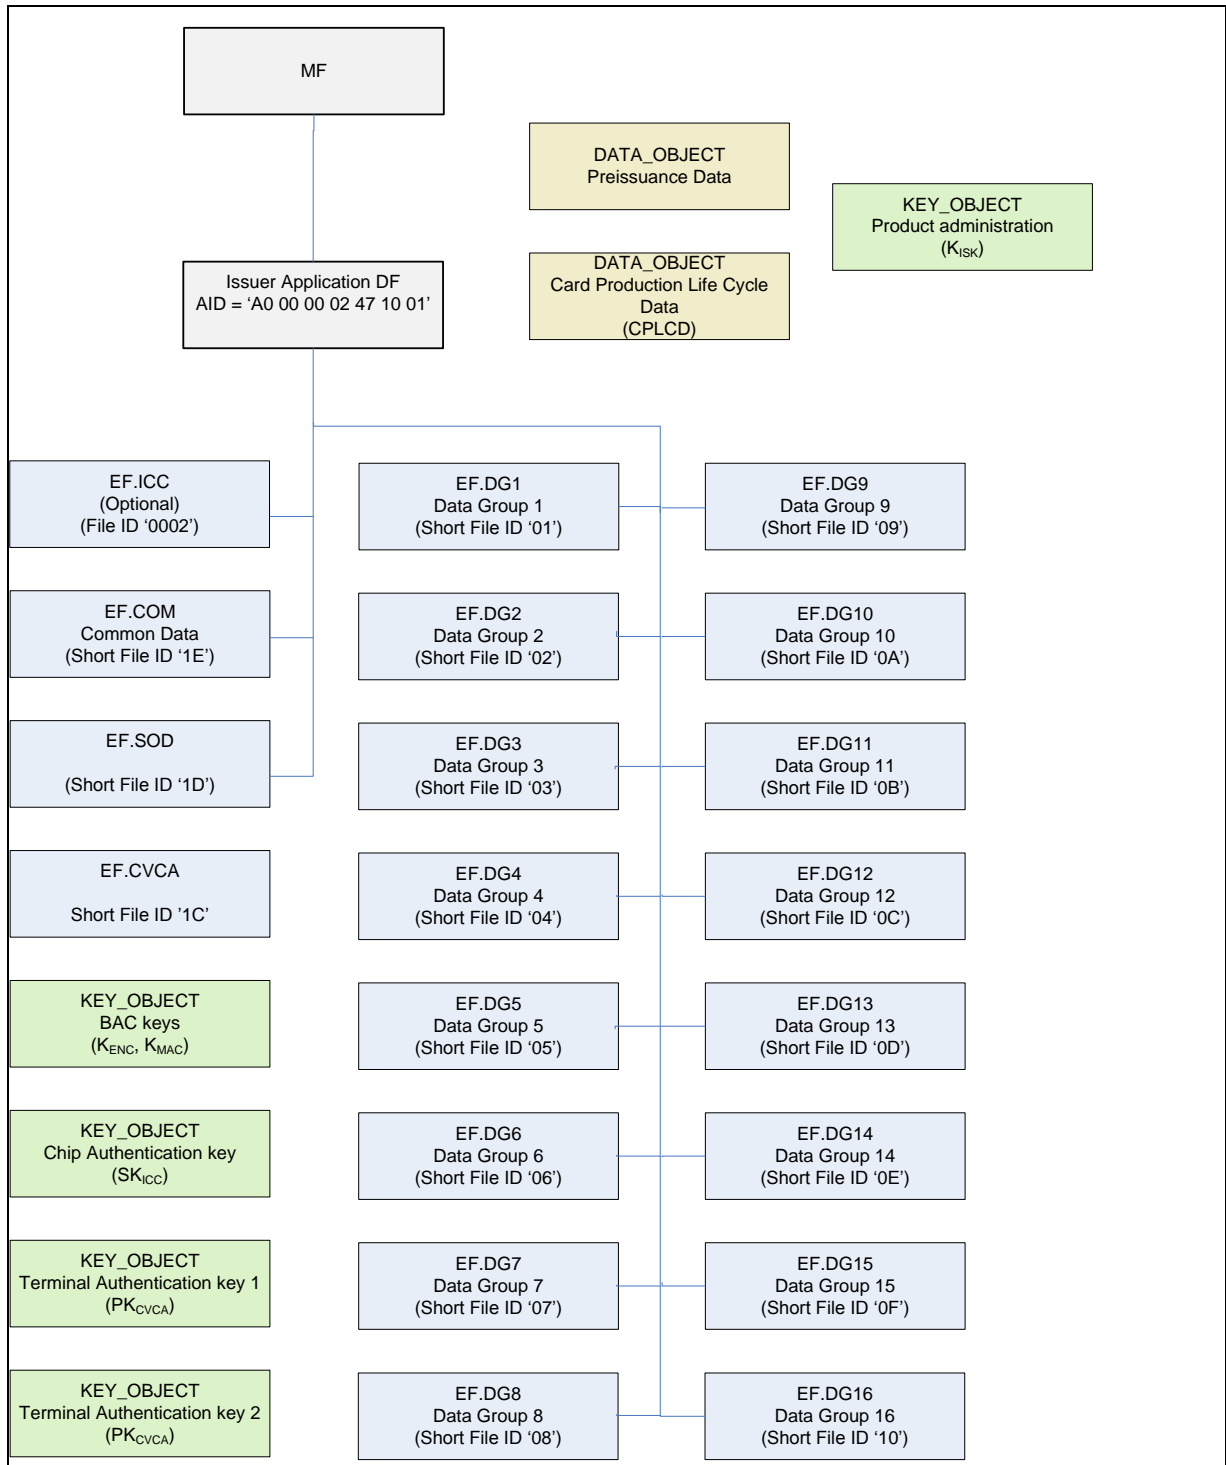 MF
DATA_OBJECT
Preissuance Data
KEY_OBJECT
Product administration
(KISK)
Issuer Application DF
AID = ‘A0 00 00 02 47 10 01’
DATA_OBJECT
Card Production Life Cycle
Data
(CPLCD)
EF.ICC
(Optional)
(File ID ‘0002’)
EF.DG1
Data Group 1
(Short File ID ‘01’)
EF.DG9
Data Group 9
(Short File ID ‘09’)
EF.COM
Common Data
(Short File ID ‘1E’)
EF.DG2
Data Group 2
(Short File ID ‘02’)
EF.DG10
Data Group 10
(Short File ID ‘0A’)
EF.SOD
(Short File ID ‘1D’)
EF.DG3
Data Group 3
(Short File ID ‘03’)
EF.DG11
Data Group 11
(Short File ID ‘0B’)
EF.CVCA
Short File ID ’1C’
EF.DG4
Data Group 4
(Short File ID ‘04’)
EF.DG12
Data Group 12
(Short File ID ‘0C’)
KEY_OBJECT
BAC keys
(KENC, KMAC)
EF.DG5
Data Group 5
(Short File ID ‘05’)
EF.DG13
Data Group 13
(Short File ID ‘0D’)
KEY_OBJECT
Chip Authentication key
(SKICC)
EF.DG6
Data Group 6
(Short File ID ‘06’)
EF.DG14
Data Group 14
(Short File ID ‘0E’)
KEY_OBJECT
Terminal Authentication key 1
(PKCVCA)
EF.DG7
Data Group 7
(Short File ID ‘07’)
EF.DG15
Data Group 15
(Short File ID ‘0F’)
KEY_OBJECT
Terminal Authentication key 2
(PKCVCA)
EF.DG8
Data Group 8
(Short File ID ‘08’)
EF.DG16
Data Group 16
(Short File ID ‘10’)